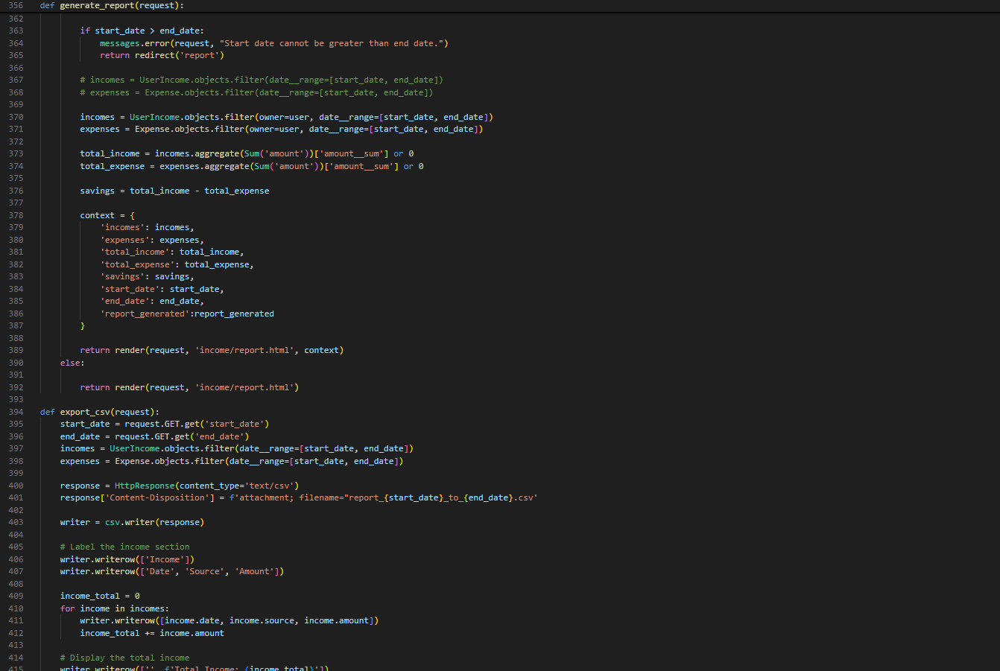 356 def generate_report(request):
362
363 if start_date > end_date:
364 messages.error(request, "Start date cannot be greater than end date.")
365 return redirect('report')
366
367 # incomes = UserIncome.objects.filter(date__range=[start_date, end_date])
368 # expenses = Expense.objects.filter(date__range=[start_date, end_date])
369
370 incomes = UserIncome.objects.filter(owner=user, date__range=[start_date, end_date])
371 expenses = Expense.objects.filter(owner=user, date__range=[start_date, end_date])
372
373 total_income = incomes.aggregate(Sum('amount'))['amount__sum'] or 0
374 total_expense = expenses.aggregate(Sum('amount'))['amount__sum'] or 0
375
376 savings = total_income - total_expense
377
378 context = {
379 'incomes': incomes,
380 'expenses': expenses,
381 'total_income': total_income,
382 'total_expense': total_expense,
383 'savings': savings,
384 'start_date': start_date,
385 'end_date': end_date,
386 'report_generated':report_generated
387 }
388
389 return render(request, 'income/report.html', context)
390 else:
391
392 return render(request, 'income/report.html')
393
394 def export_csv(request):
395 start_date = request.GET.get('start_date')
396 end_date = request.GET.get('end_date')
397 incomes = UserIncome.objects.filter(date__range=[start_date, end_date])
398 expenses = Expense.objects.filter(date__range=[start_date, end_date])
399
400 response = HttpResponse(content_type='text/csv')
401 response['Content-Disposition'] = f'attachment; filename="report_{start_date}_to_{end_date}.csv'
402
403 writer = csv.writer(response)
404
405 # Label the income section
406 writer.writerow(['Income'])
407 writer.writerow(['Date', 'Source', 'Amount'])
408
409 income_total = 0
410 for income in incomes:
411 writer.writerow([income.date, income.source, income.amount])
412 income_total += income.amount
413
414 # Display the total income
415 writer.writerow(['', f'Total Income: {income_total}'])